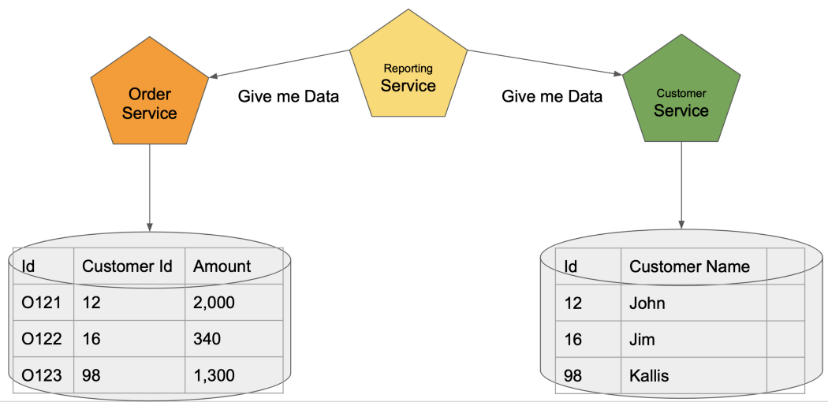 Reporting
Service
Order
Service
Give me Data
Give me Data
Customer
Service
Id Customer Id Amount
O121 12 2,000
O122 16 340
O123 98 1,300
Id Customer Name
12 John
16 Jim
98 Kallis